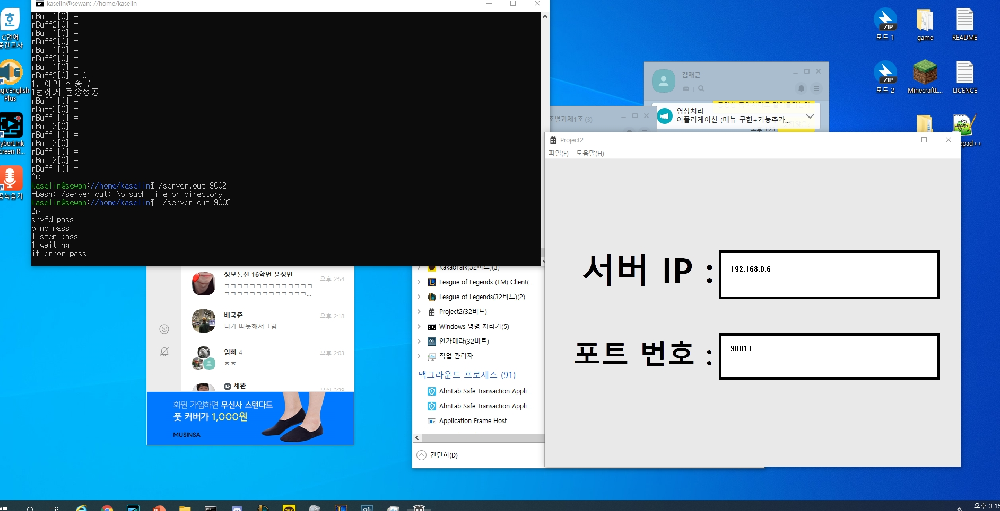 kaselin@sewan: //home/kaselin
rBuff1[0] =
rBuff2[0] =
rBuff1[0] =
rBuff2[0] =
rBuff1[0] =
rBuff2[0] =
rBuff1[0] =
rBuff2[0] = 0
1번에게 전송 전
1번에게 전송성공
rBuff1[0] =
rBuff2[0] =
rBuff1[0] =
rBuff2[0] =
rBuff1[0] =
rBuff2[0] =
rBuff1[0] =
rBuff2[0] =
rBuff1[0] =
^C
kaselin@sewan://home/kaselin$ /server.out 9002
-bash: /server.out: No such file or directory
kaselin@sewan://home/kaselin$ ./server.out 9002
2p
srvfd pass
bind pass
listen pass
1 waiting
if error pass
C언어
중간고사
gicEnglish
Plus
yberLink
creen R...
곰녹음기
모드 1
game
README
모드 2
MinecraftL...
LICENCE
epad++
김재근
영상처리
어플리케이션 (메뉴 구현+기능추가...
오후 1:25
조별과제1조 (3)
Project2
파일(F) 도움말(H)
서버 IP : 192.168.0.6
포트 번호 : 9001
정보통신 16학번 윤성빈
오후 2:54
ㅋㅋㅋㅋㅋㅋㅋㅋㅋㅋㅋㅋㅋㅋ
ㅋㅋㅋㅋㅋㅋㅋㅋㅋㅋㅋㅋㅋ...
배국준
오후 2:18
니가 따듯해서그럼
엄빠 4
오후 2:03
ㅎㅎ
나 세완
오전 3:39
회원 가입하면 무신사 스탠다드
풋 커버가 1,000원
MUSINSA
KakaoTalk(32비트)(3)
League of Legends (TM) Client(...
League of Legends(32비트)(2)
Project2(32비트)
Windows 명령 처리기(5)
안카메라(32비트)
작업 관리자
백그라운드 프로세스 (91)
AhnLab Safe Transaction Appli...
AhnLab Safe Transaction Appli...
Application Frame Host
간단히(D)
오후 3:15